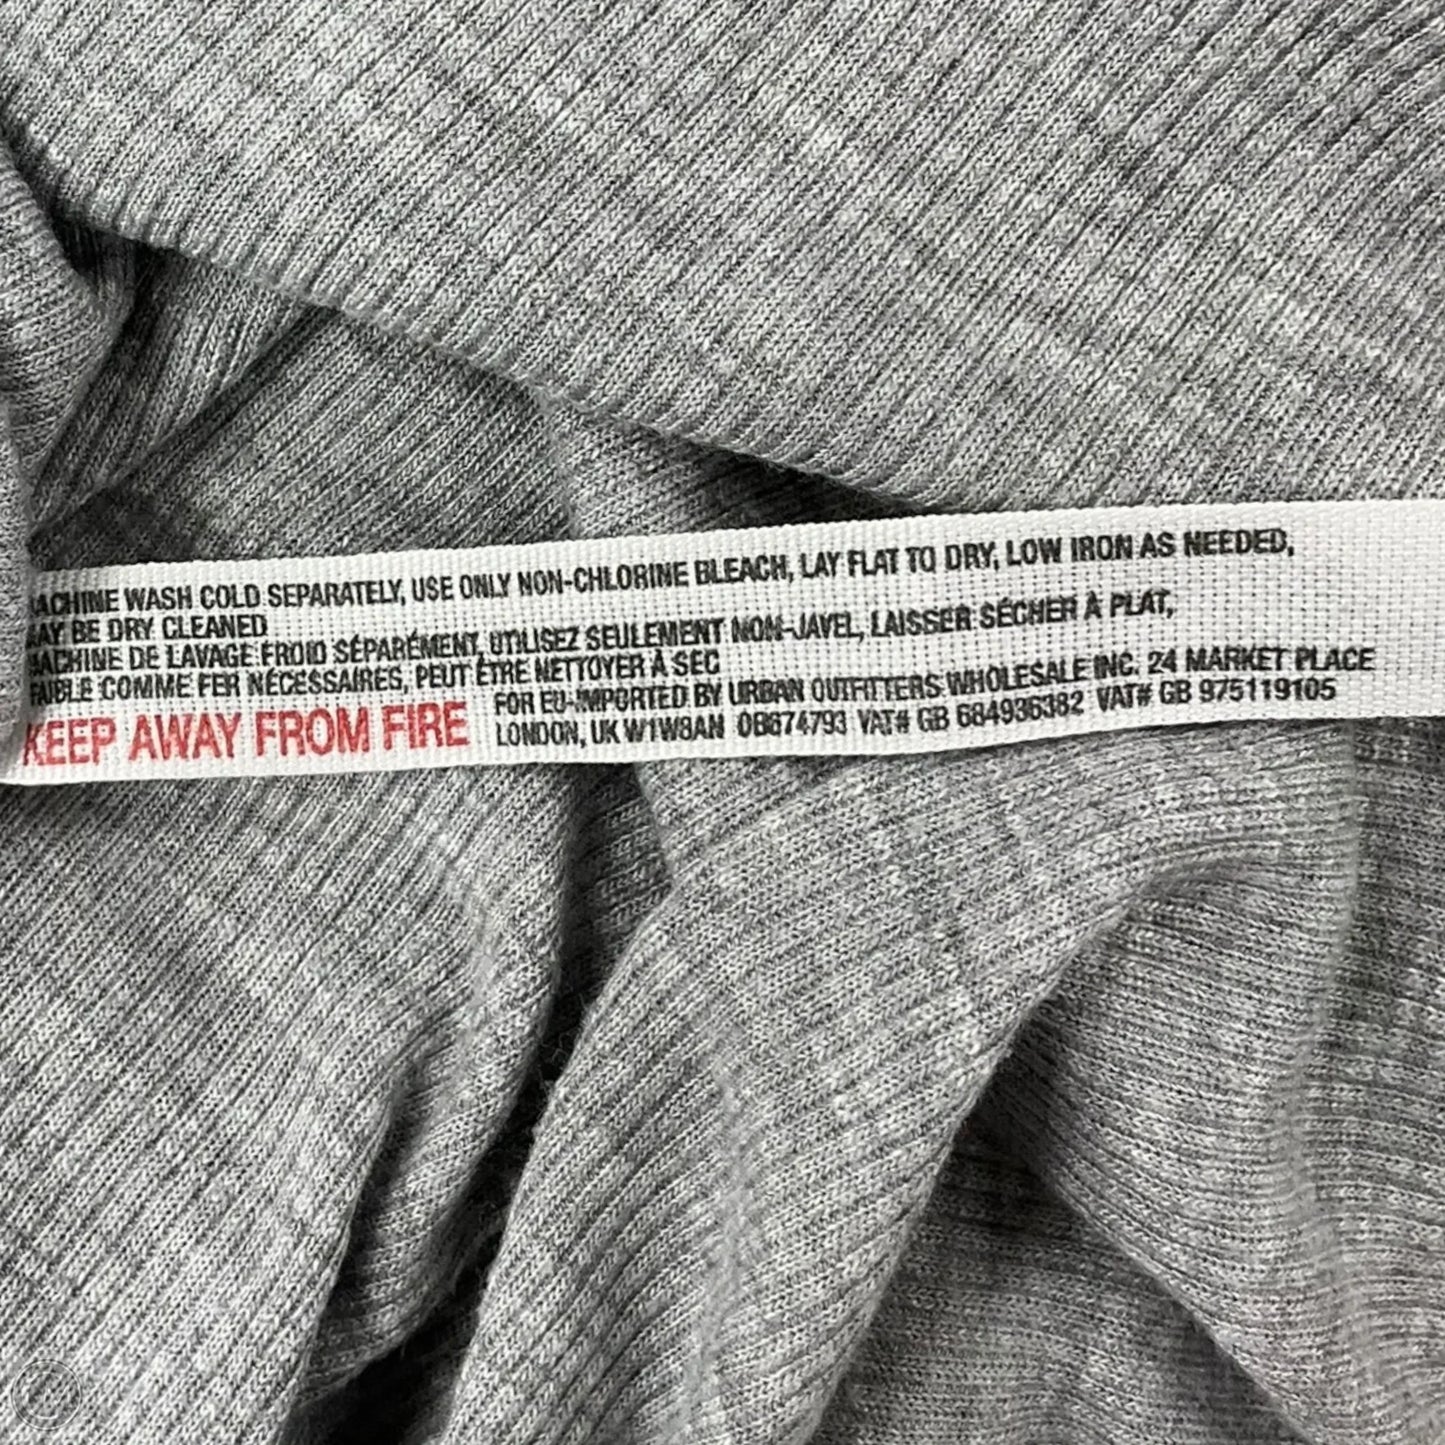 MACHINE WASH COLD SEPARATELY, USE ONLY NON-CHLORINE BLEACH, LAY FLAT TO DRY, LOW IRON AS NEEDED,
MAY BE DRY CLEANED
MACHINE DE LAVAGE FROID SÉPARÉMENT, UTILISEZ SEULEMENT NON-JAVEL, LAISSER SÉCHER À PLAT,
FAIBLE COMME FER NÉCESSAIRES, PEUT ÊTRE NETTOYER À SEC
KEEP AWAY FROM FIRE
FOR EU-IMPORTED BY URBAN OUTFITTERS WHOLESALE INC. 24 MARKET PLACE
LONDON, UK W1W8AN 0B674793 VAT# GB 684936382 VAT# GB 975119105